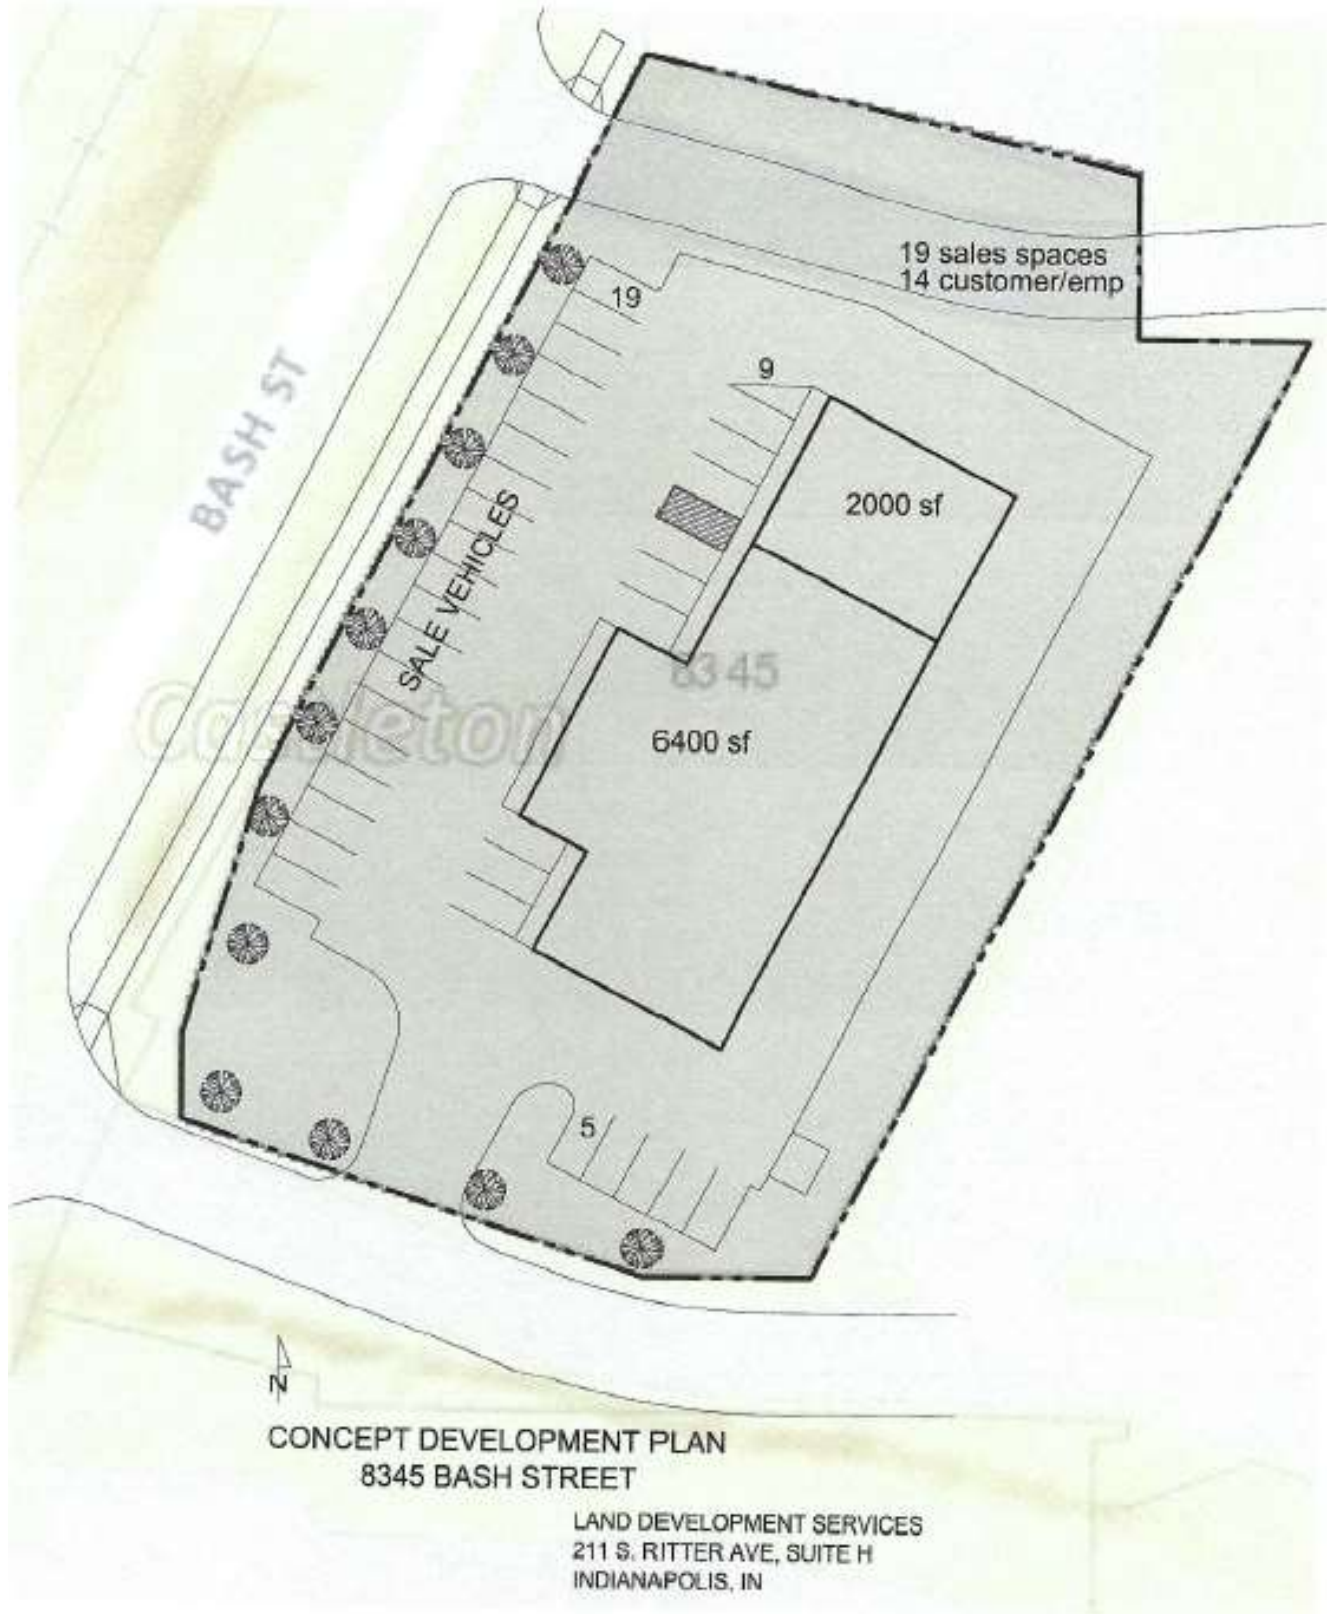 19 sales spaces
14 customer/emp
19
9
BASH ST
SALE VEHICLES
2000 sf
8345
Castleton
6400 sf
5
N
CONCEPT DEVELOPMENT PLAN
8345 BASH STREET
LAND DEVELOPMENT SERVICES
211 S. RITTER AVE, SUITE H
INDIANAPOLIS, IN